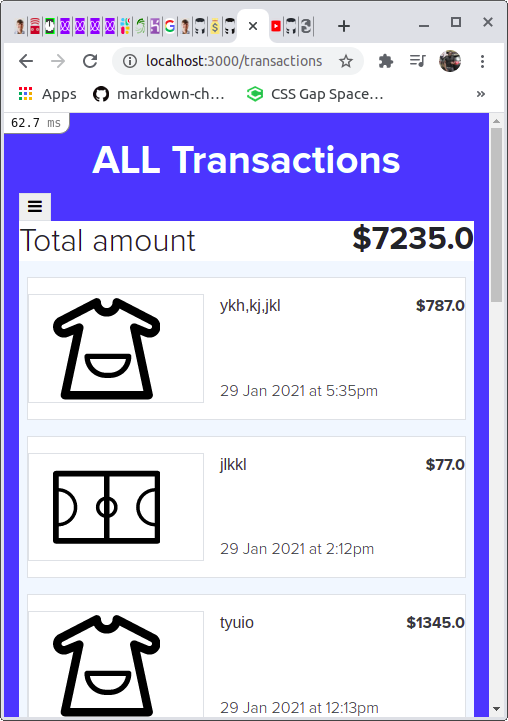 localhost:3000/transactions
Apps markdown-ch... CSS Gap Space... »
62.7 ms
ALL Transactions
Total amount $7235.0
ykh,kj,jkl $787.0
29 Jan 2021 at 5:35pm
jlkkl $77.0
29 Jan 2021 at 2:12pm
tyuio $1345.0
29 Jan 2021 at 12:13pm